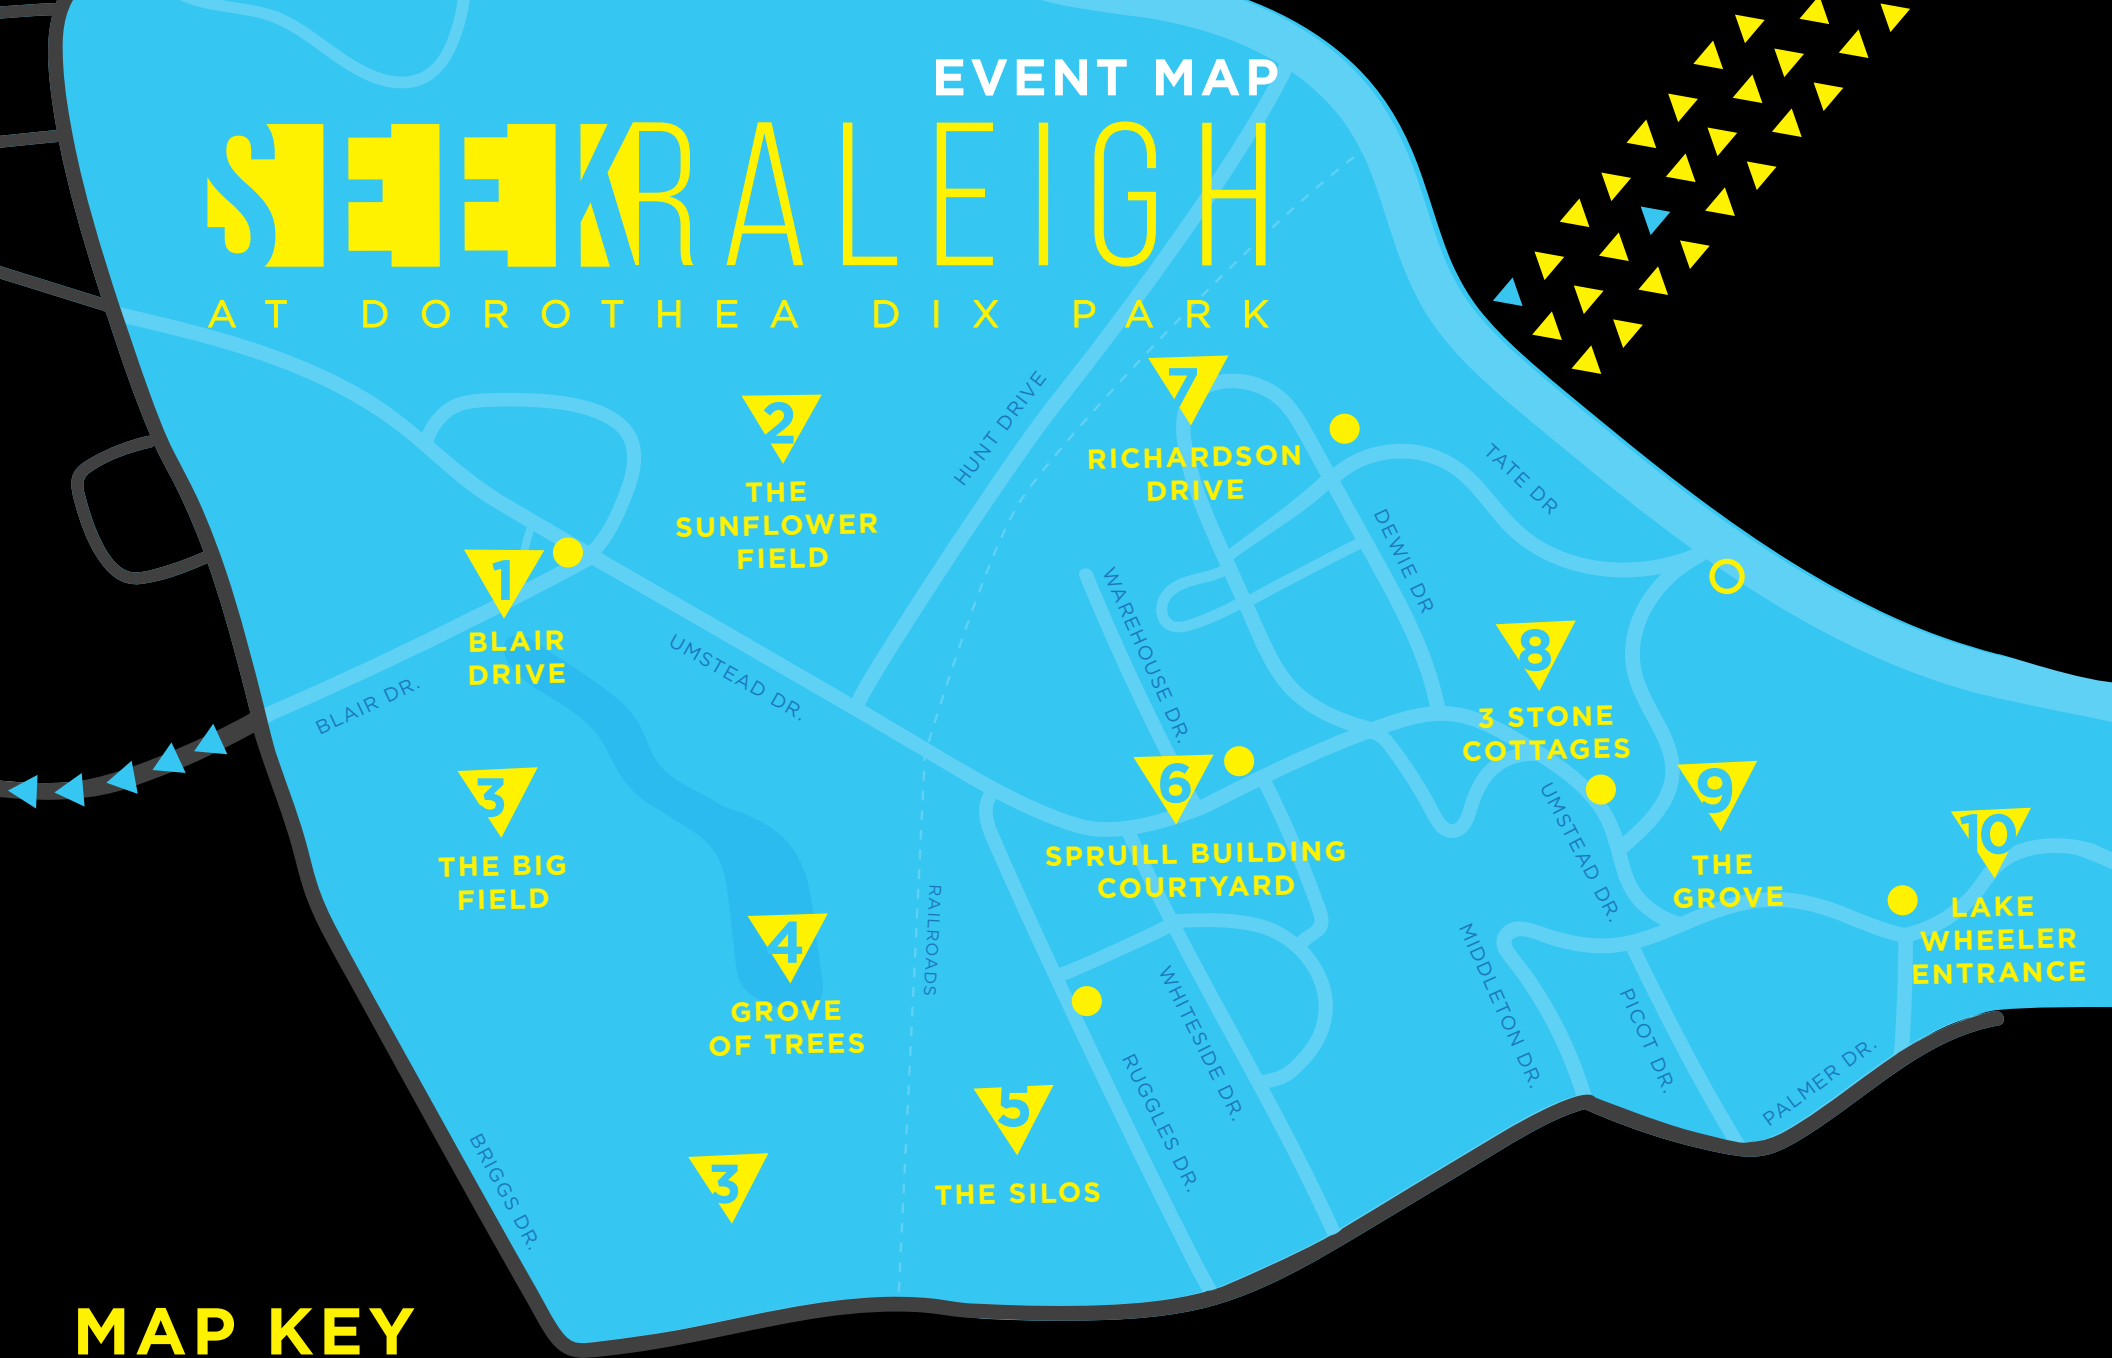 EVENT MAP
SEEKRALEIGH
AT DOROTHEA DIX PARK
7
RICHARDSON
DRIVE
2
THE
SUNFLOWER
FIELD
HUNT DRIVE
TATE DR
DEWIE DR
1
BLAIR
DRIVE
BLAIR DR.
UMSTEAD DR.
WAREHOUSE DR.
8
3 STONE
COTTAGES
3
THE BIG
FIELD
6
SPRUILL BUILDING
COURTYARD
UMSTEAD DR.
9
THE
GROVE
10
LAKE
WHEELER
ENTRANCE
4
GROVE
OF TREES
RAILROADS
WHITESIDE DR.
MIDDLETON DR.
PICOT DR.
PALMER DR.
RUGGLES DR.
5
THE SILOS
3
BRIGGS DR.
MAP KEY